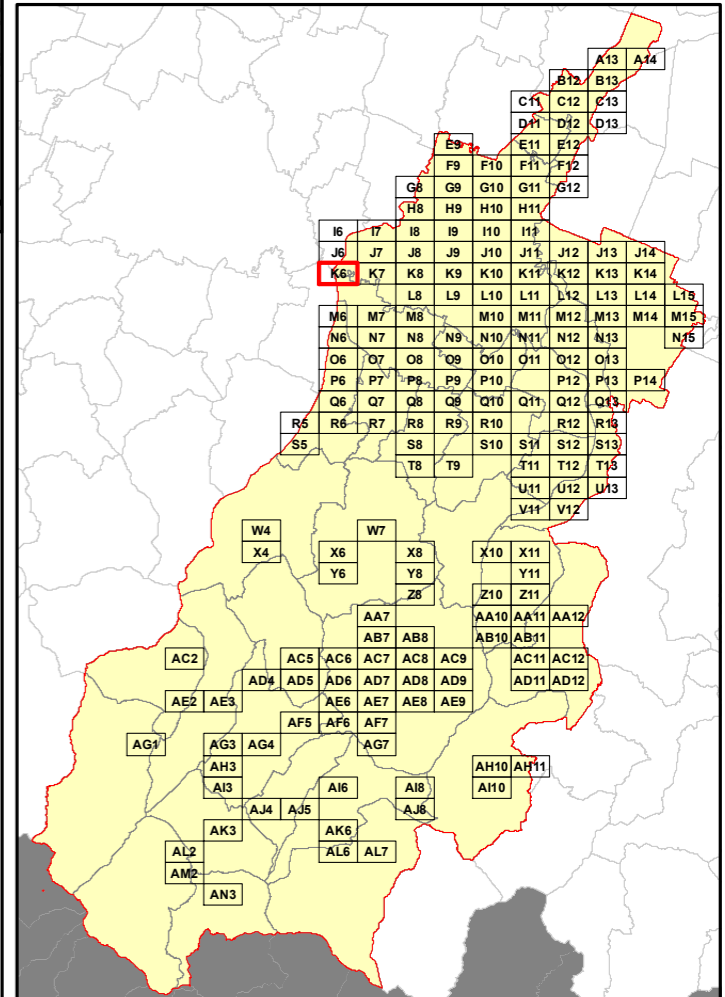 A13 A14
B12 B13
C11 C12 C13
D11 D12 D13
E9 E11 E12
F9 F10 F11 F12
G8 G9 G10 G11 G12
H8 H9 H10 H11
I6 I7 I8 I9 I10 I11
J6 J7 J8 J9 J10 J11 J12 J13 J14
K6 K7 K8 K9 K10 K11 K12 K13 K14
L8 L9 L10 L11 L12 L13 L14 L15
M6 M7 M8 M10 M11 M12 M13 M14 M15
N6 N7 N8 N9 N10 N11 N12 N13 N15
O6 O7 O8 O9 O10 O11 O12 O13
P6 P7 P8 P9 P10 P12 P13 P14
Q6 Q7 Q8 Q9 Q10 Q11 Q12 Q13
R5 R6 R7 R8 R9 R10 R12 R13
S5 S8 S10 S11 S12 S13
T8 T9 T11 T12 T13
U11 U12 U13
V11 V12
W4 W7
X4 X6 X8 X10 X11
Y6 Y8 Y11
Z8 Z10 Z11
AA7 AA10 AA11 AA12
AB7 AB8 AB10 AB11
AC2 AC5 AC6 AC7 AC8 AC9 AC11 AC12
AD4 AD5 AD6 AD7 AD8 AD9 AD11 AD12
AE2 AE3 AE6 AE7 AE8 AE9
AF5 AF6 AF7
AG1 AG3 AG4 AG7
AH3 AH10 AH11
AI3 AI6 AI8 AI10
AJ4 AJ5 AJ8
AK3 AK6
AL2 AL6 AL7
AM2
AN3